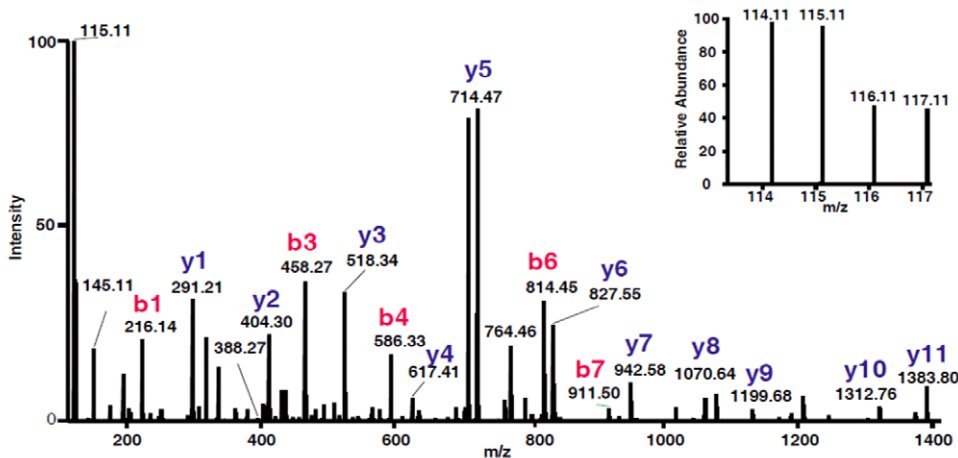 115.11
100
y5
714.47
b3
458.27
y3
518.34
50
Intensity
145.11
y1
291.21
b1
216.14
y2
404.30
388.27
b4
586.33
y4
617.41
764.46
b6
814.45
y6
827.55
b7
911.50
y7
942.58
y8
1070.64
y9
1199.68
y10
1312.76
y11
1383.80
0
200
400
600
800
1000
1200
1400
m/z
114.11
115.11
116.11
117.11
100
80
60
40
20
0
Relative Abundance
114
115
116
117
m/z